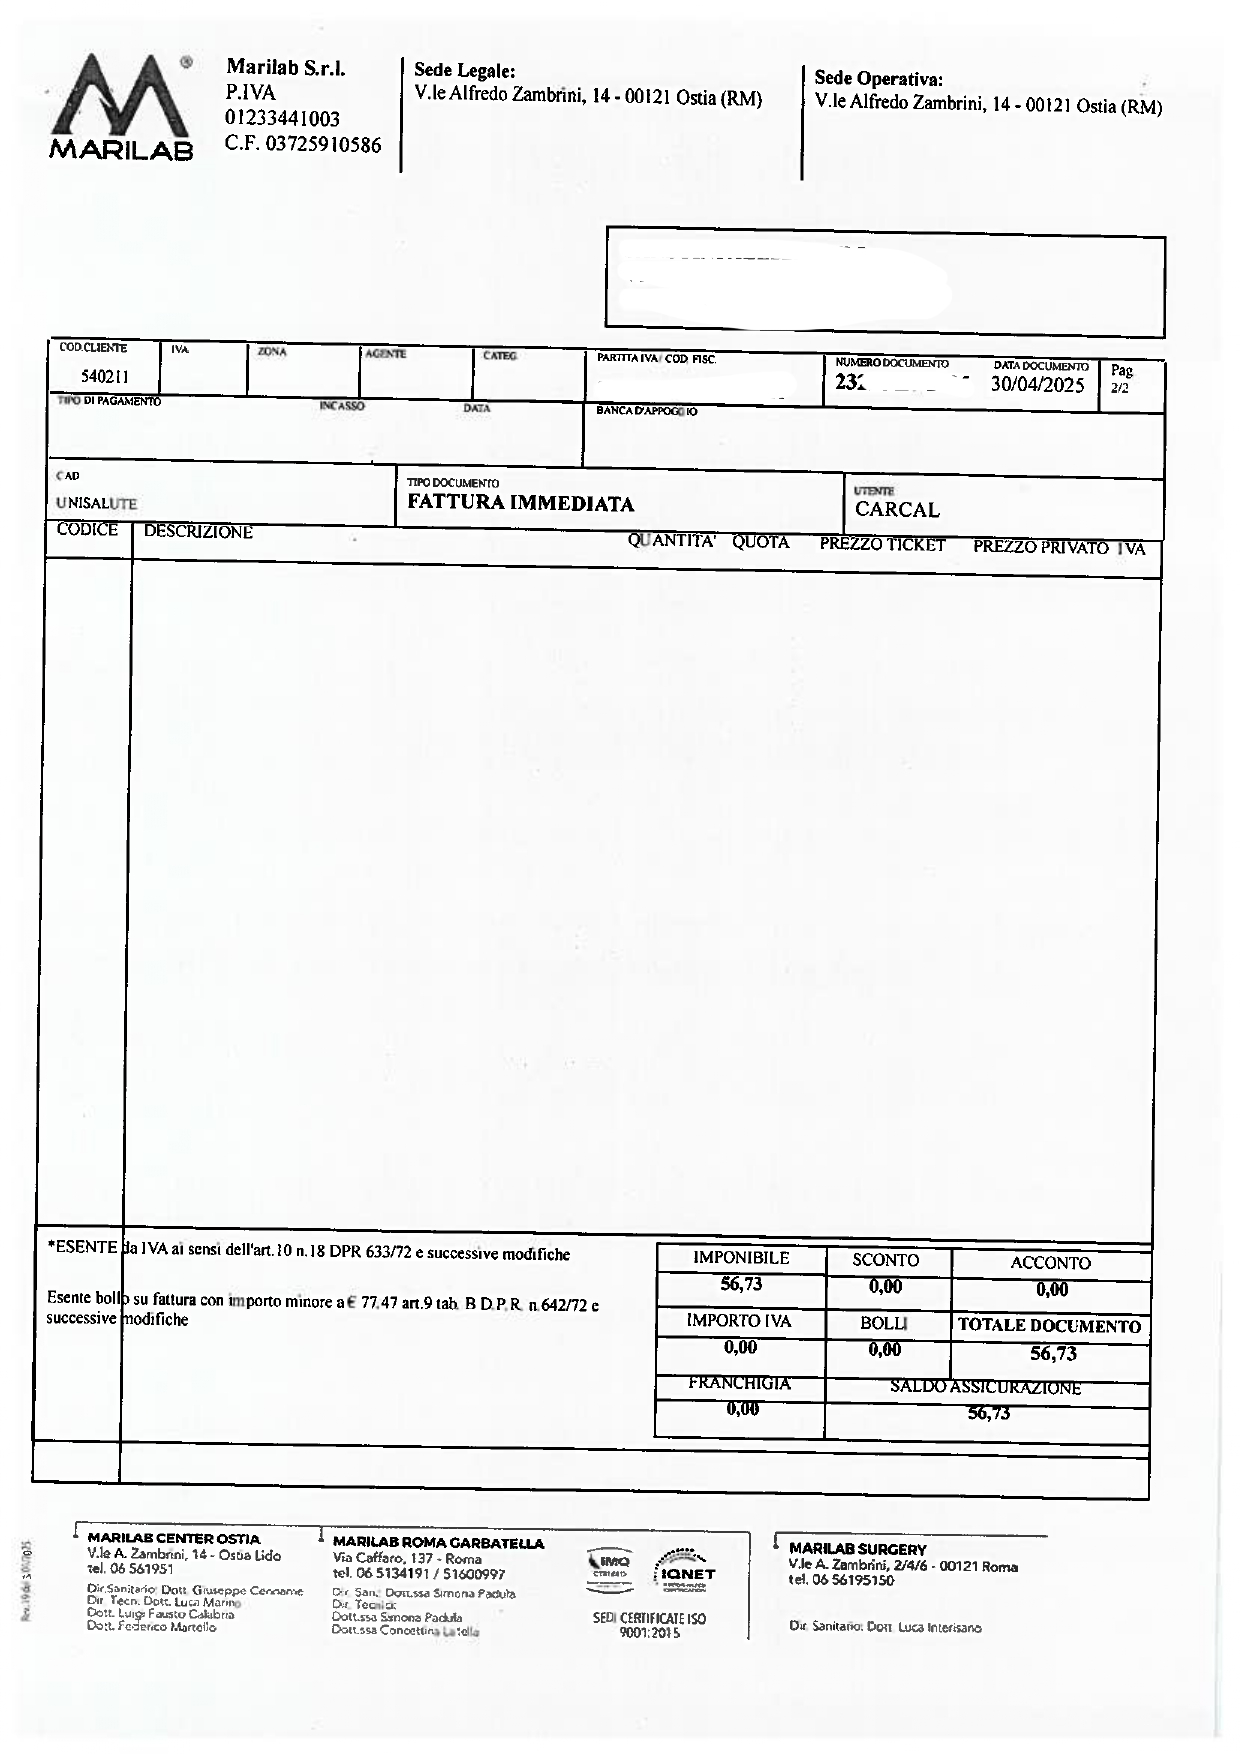 MARILAB
®
Marilab S.r.l.
P.IVA
01233441003
C.F. 03725910586
Sede Legale:
V.le Alfredo Zambrini, 14 - 00121 Ostia (RM)
Sede Operativa:
V.le Alfredo Zambrini, 14 - 00121 Ostia (RM)
COD.CLIENTE IVA ZONA AGENTE CATEG. PARTITA IVA/ COD. FISC. NUMERO DOCUMENTO DATA DOCUMENTO Pag
540211 30/04/2025 2/2
TIPO DI PAGAMENTO INCASSO DATA BANCA D'APPOGGIO
CAD TIPO DOCUMENTO UTENTE
UNISALUTE FATTURA IMMEDIATA CARCAL
CODICE DESCRIZIONE QUANTITA' QUOTA PREZZO TICKET PREZZO PRIVATO IVA
*ESENTE da IVA ai sensi dell'art.10 n.18 DPR 633/72 e successive modifiche
Esente bollo su fattura con importo minore a € 77,47 art.9 tab. B D.P.R. n.642/72 e
successive modifiche
IMPONIBILE SCONTO ACCONTO
56,73 0,00 0,00
IMPORTO IVA BOLLI TOTALE DOCUMENTO
0,00 0,00 56,73
FRANCHIGIA SALDO ASSICURAZIONE
0,00 56,73
MARILAB CENTER OSTIA
V.le A. Zambrini, 14 - Ostia Lido
tel. 06 561951
Dir.Sanitario: Dott. Giuseppe Cenname
Dir. Tecn. Dott. Luca Marino
Dott. Luigi Fausto Calabria
Dott. Federico Martello
MARILAB ROMA GARBATELLA
Via Caffaro, 137 - Roma
tel. 06 5134191 / 51600997
Dir. San.: Dott.ssa Simona Padula
Dir. Tecnica:
Dott.ssa Simona Padula
Dott.ssa Concettina Latella
IMQ
IQNET
SEDI CERTIFICATE ISO
9001:2015
MARILAB SURGERY
V.le A. Zambrini, 2/4/6 - 00121 Roma
tel. 06 56195150
Dir. Sanitario: Dott. Luca Interisano